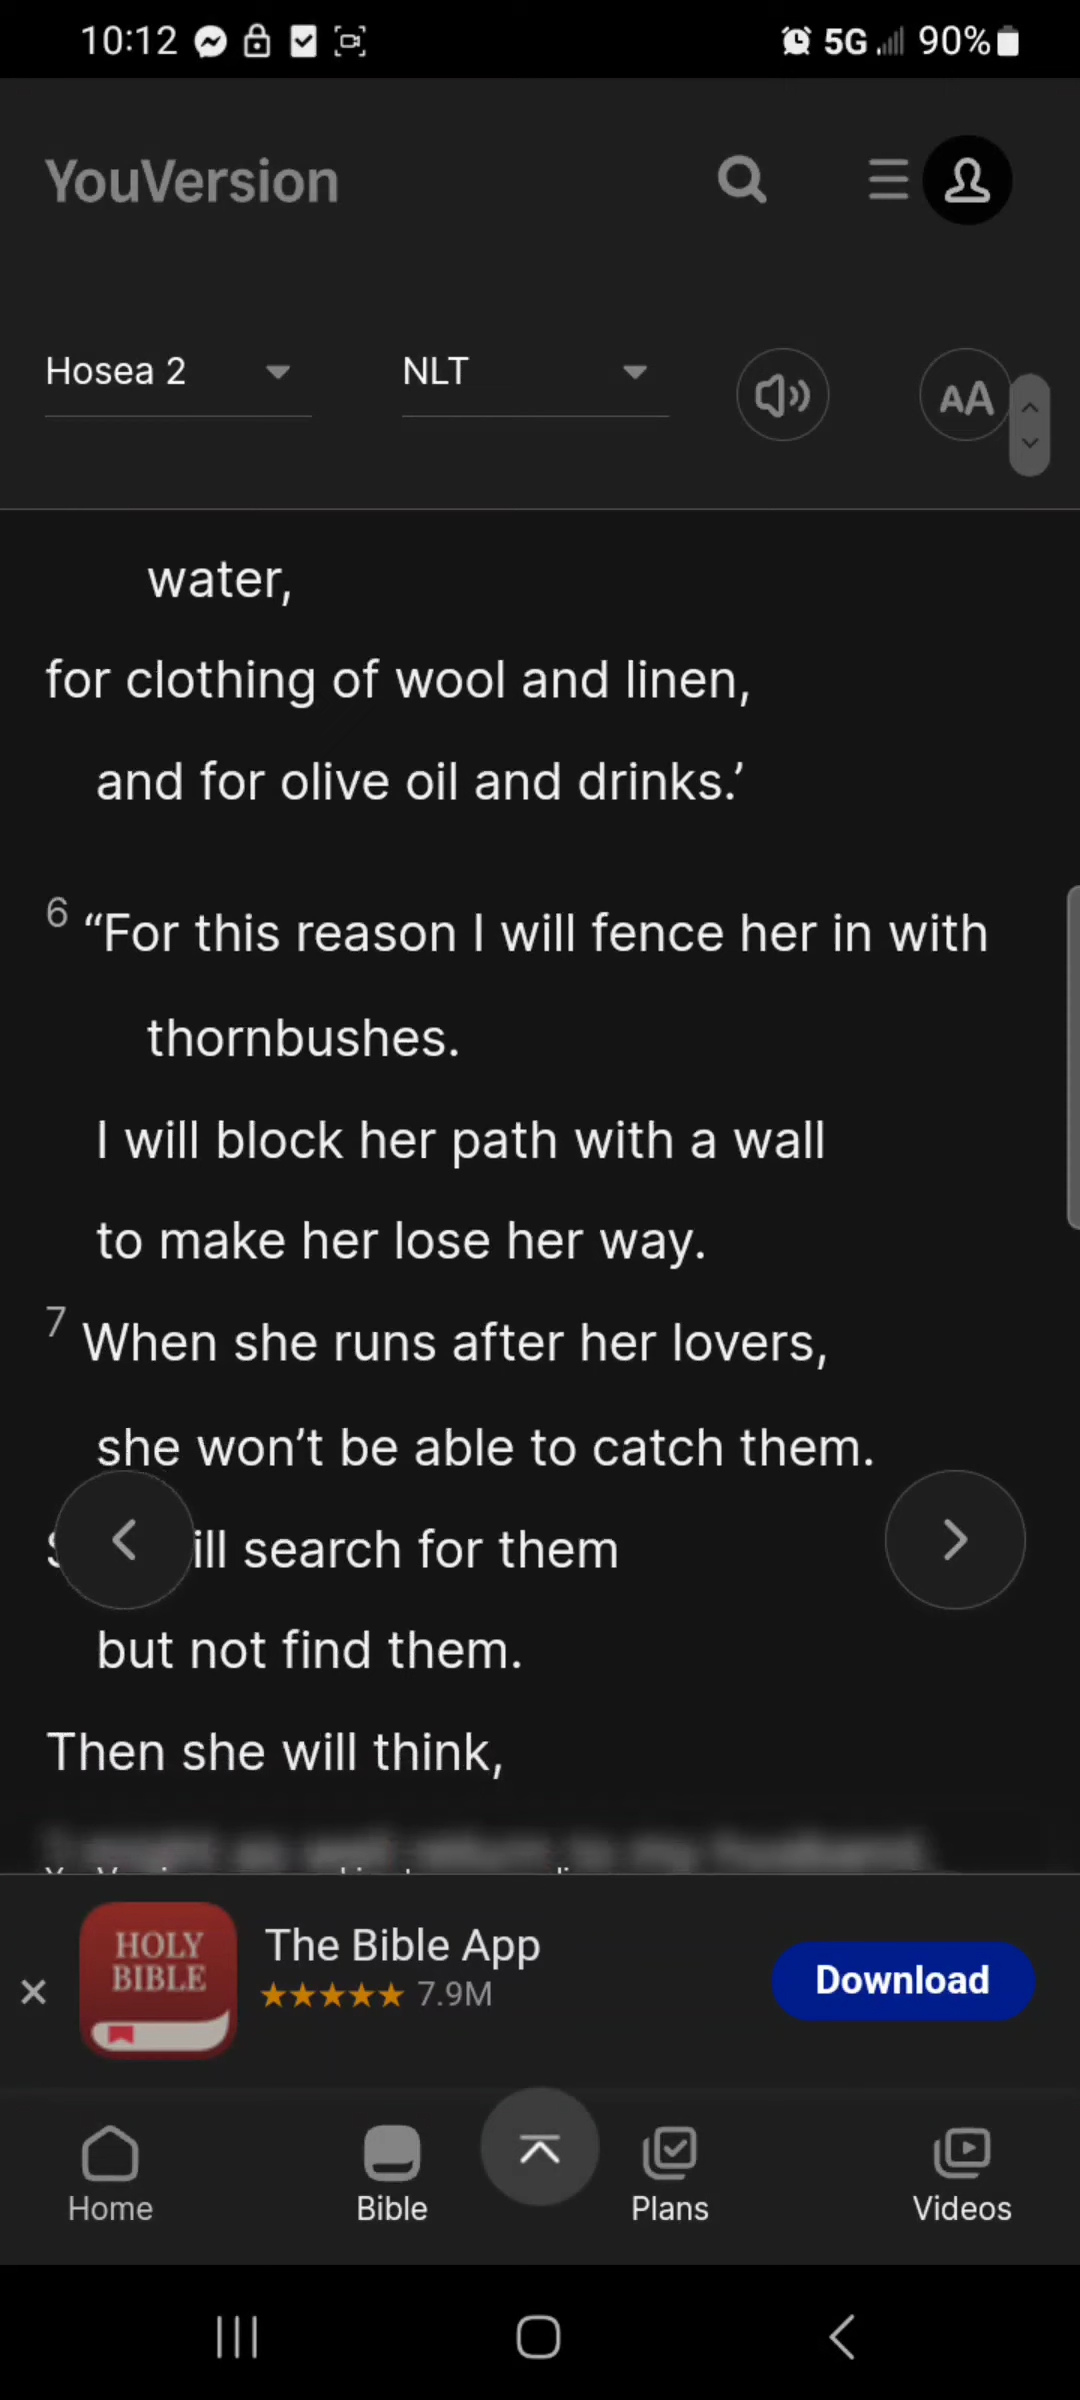 10:12 5G 90%
YouVersion
Hosea 2 NLT AA
water,
for clothing of wool and linen,
and for olive oil and drinks.’
6 “For this reason I will fence her in with
thornbushes.
I will block her path with a wall
to make her lose her way.
7 When she runs after her lovers,
she won’t be able to catch them.
ill search for them
but not find them.
Then she will think,
HOLY
BIBLE
The Bible App
7.9M
Download
Home Bible Plans Videos